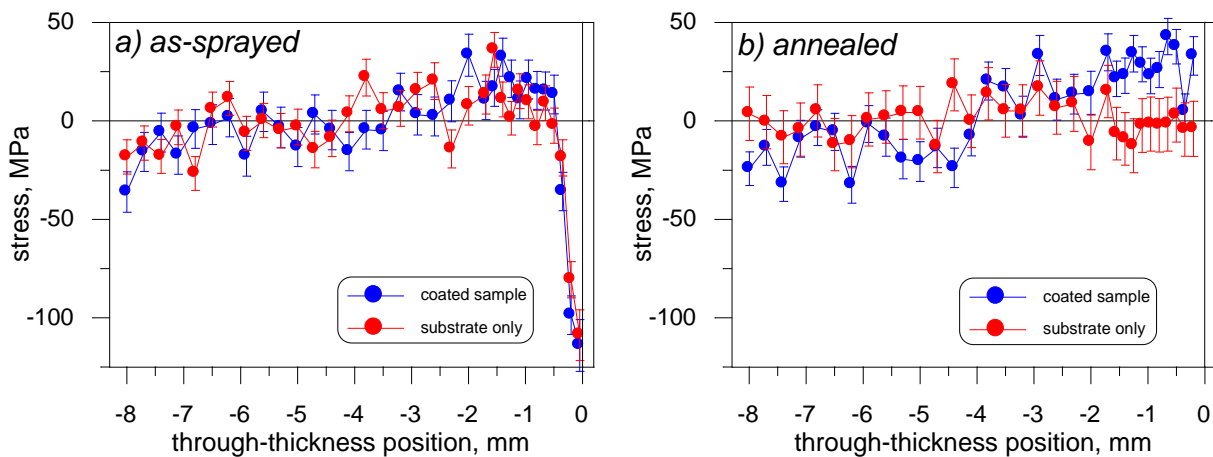 a) as-sprayed
50
0
-50
-100
stress, MPa
coated sample
substrate only
-8 -7 -6 -5 -4 -3 -2 -1 0
through-thickness position, mm
b) annealed
50
0
-50
-100
stress, MPa
coated sample
substrate only
-8 -7 -6 -5 -4 -3 -2 -1 0
through-thickness position, mm